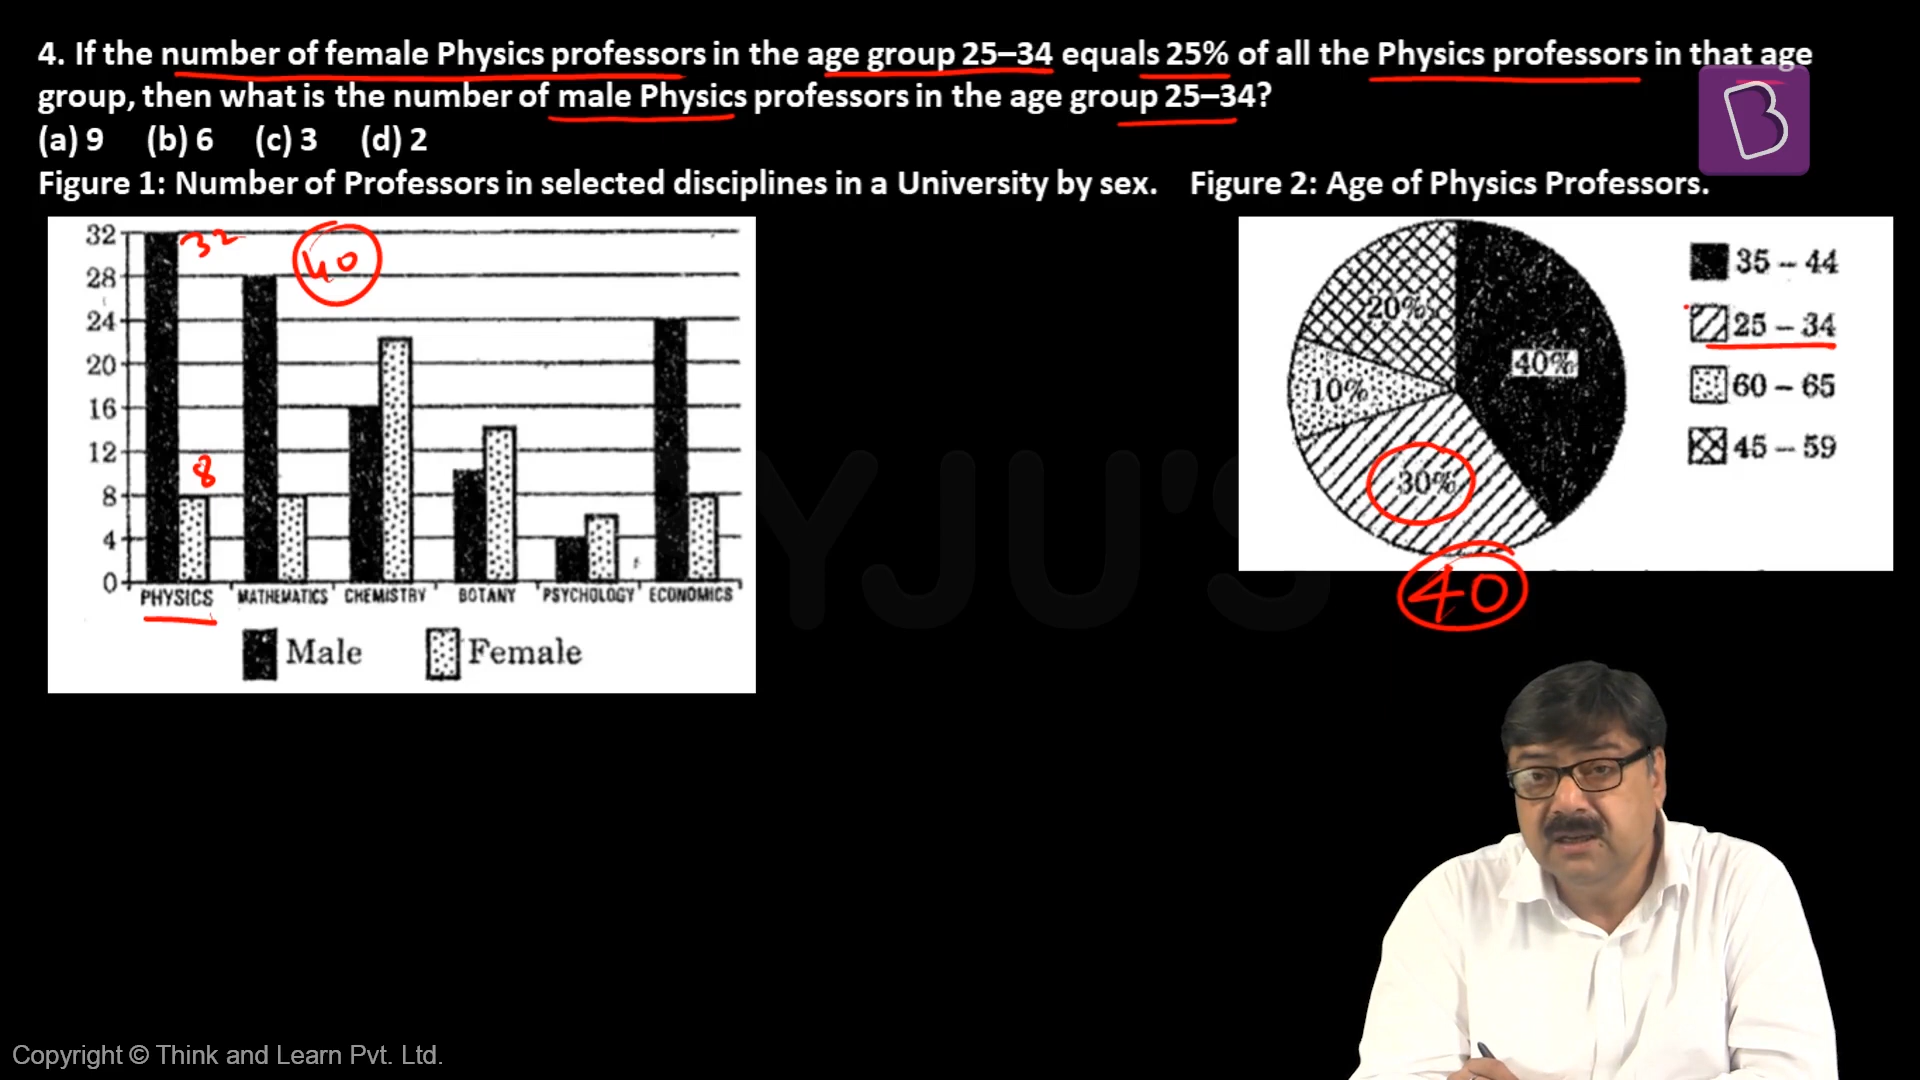 4. If the number of female Physics professors in the age group 25–34 equals 25% of all the Physics professors in that age
group, then what is the number of male Physics professors in the age group 25–34?
(a) 9 (b) 6 (c) 3 (d) 2
Figure 1: Number of Professors in selected disciplines in a University by sex. Figure 2: Age of Physics Professors.
B
32
28
24
20
16
12
8
4
0
32
40
8
PHYSICS MATHEMATICS CHEMISTRY BOTANY PSYCHOLOGY ECONOMICS
Male Female
20%
40%
10%
30%
40
35 – 44
25 – 34
60 – 65
45 – 59
YJU'S
Copyright © Think and Learn Pvt. Ltd.